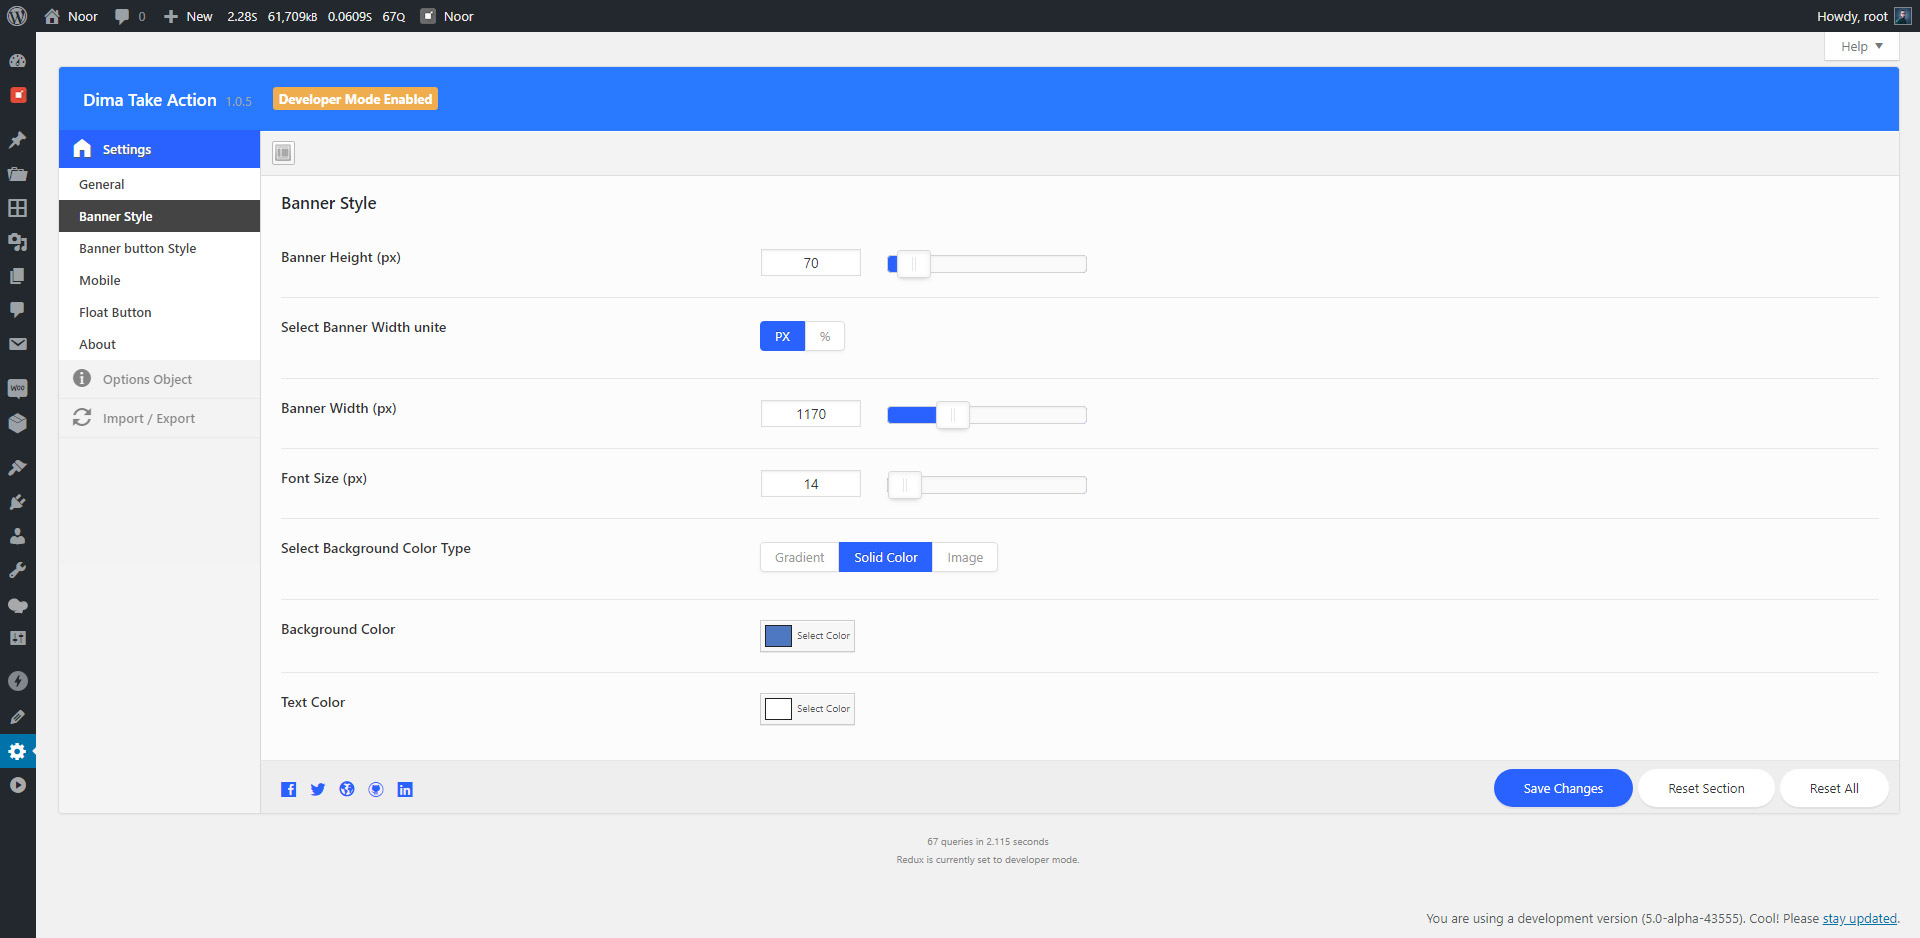 Noor 0 New 2.28S 61,709kB 0.0609S 67Q Noor Howdy, root
Help
Dima Take Action 1.0.5 Developer Mode Enabled
Settings
General
Banner Style
Banner button Style
Mobile
Float Button
About
Options Object
Import / Export
Banner Style
Banner Height (px) 70
Select Banner Width unite PX %
Banner Width (px) 1170
Font Size (px) 14
Select Background Color Type Gradient Solid Color Image
Background Color Select Color
Text Color Select Color
Save Changes Reset Section Reset All
67 queries in 2.115 seconds
Redux is currently set to developer mode.
You are using a development version (5.0-alpha-43555). Cool! Please stay updated.